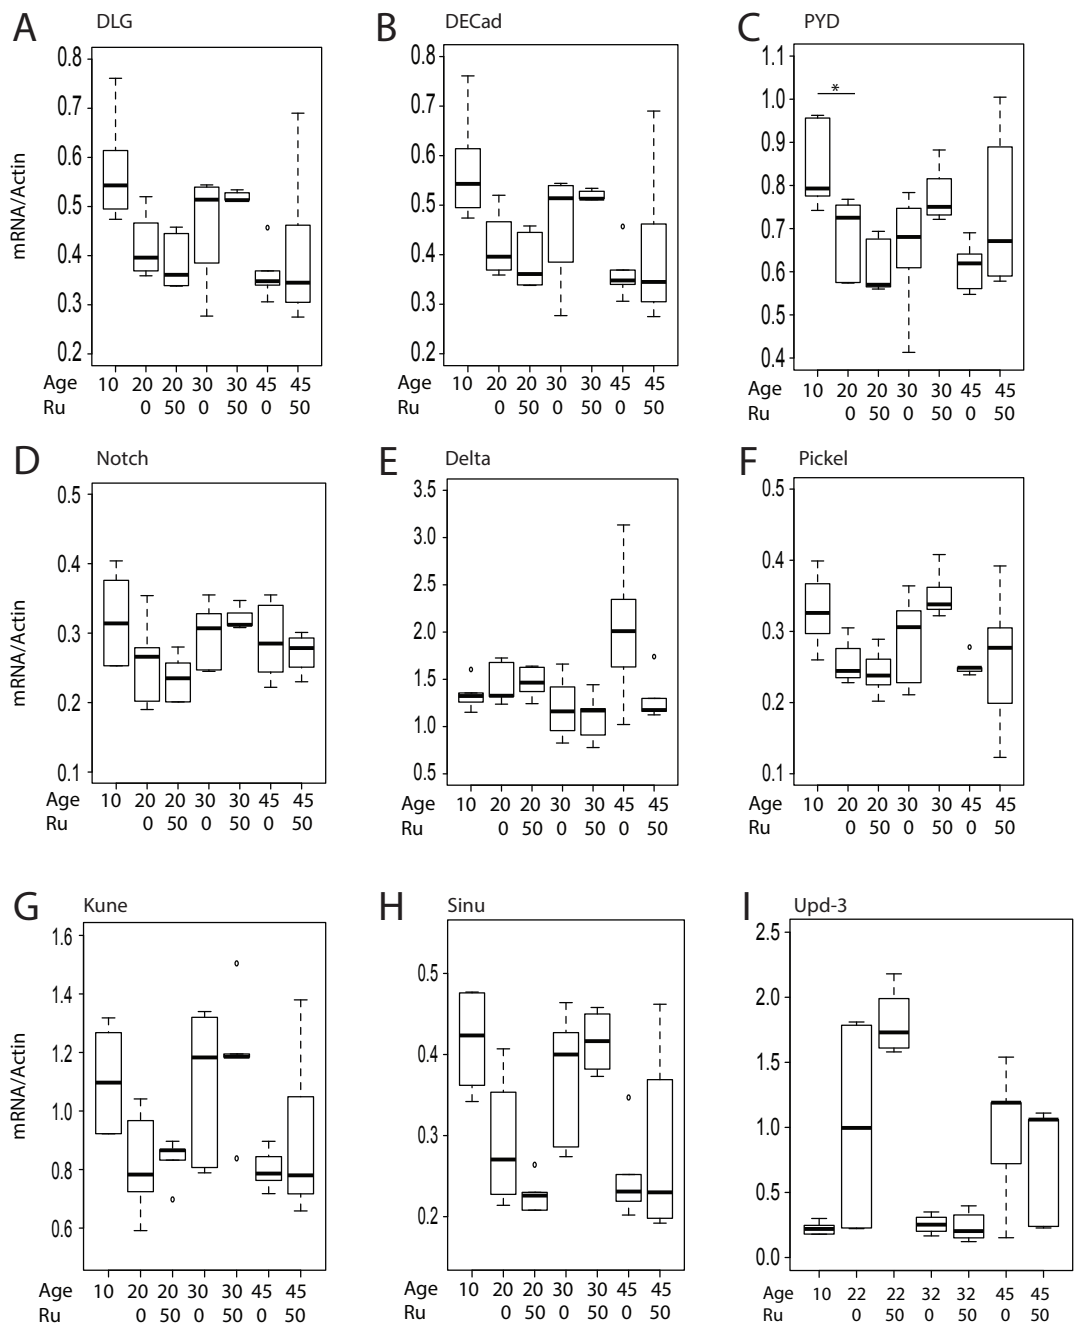 A DLG
mRNA/Actin
0.8
0.7
0.6
0.5
0.4
0.3
0.2
Age 10 20 20 30 30 45 45
Ru 0 50 0 50 0 50
B DECad
0.8
0.7
0.6
0.5
0.4
0.3
0.2
Age 10 20 20 30 30 45 45
Ru 0 50 0 50 0 50
C PYD
*
1.1
1.0
0.9
0.8
0.7
0.6
0.5
0.4
Age 10 20 20 30 30 45 45
Ru 0 50 0 50 0 50
D Notch
mRNA/Actin
0.5
0.4
0.3
0.2
0.1
Age 10 20 20 30 30 45 45
Ru 0 50 0 50 0 50
E Delta
3.5
3.0
2.5
2.0
1.5
1.0
0.5
Age 10 20 20 30 30 45 45
Ru 0 50 0 50 0 50
F Pickel
0.5
0.4
0.3
0.2
0.1
Age 10 20 20 30 30 45 45
Ru 0 50 0 50 0 50
G Kune
mRNA/Actin
1.6
1.4
1.2
1.0
0.8
0.6
Age 10 20 20 30 30 45 45
Ru 0 50 0 50 0 50
H Sinu
0.5
0.4
0.3
0.2
Age 10 20 20 30 30 45 45
Ru 0 50 0 50 0 50
I Upd-3
2.5
2.0
1.5
1.0
0.5
0.0
Age 10 22 22 32 32 45 45
Ru 0 50 0 50 0 50